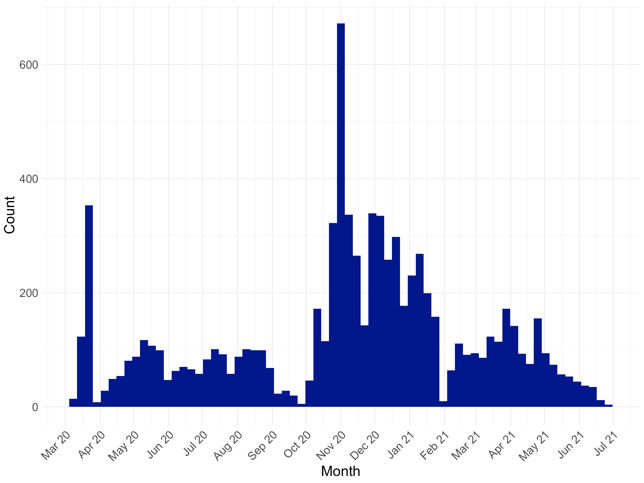 Count
600
400
200
0
Mar 20
Apr 20
May 20
Jun 20
Jul 20
Aug 20
Sep 20
Oct 20
Nov 20
Dec 20
Jan 21
Feb 21
Mar 21
Apr 21
May 21
Jun 21
Jul 21
Month